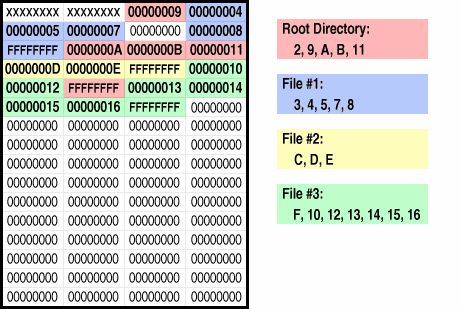 XXXXXXXX XXXXXXXX 00000009 00000004
00000005 00000007 00000000 00000008
FFFFFFFF 0000000A 0000000B 00000011
0000000D 0000000E FFFFFFFF 00000010
00000012 FFFFFFFF 00000013 00000014
00000015 00000016 FFFFFFFF 00000000
00000000 00000000 00000000 00000000
00000000 00000000 00000000 00000000
00000000 00000000 00000000 00000000
00000000 00000000 00000000 00000000
00000000 00000000 00000000 00000000
00000000 00000000 00000000 00000000
00000000 00000000 00000000 00000000
00000000 00000000 00000000 00000000
00000000 00000000 00000000 00000000
00000000 00000000 00000000 00000000
Root Directory:
2, 9, A, B, 11
File #1:
3, 4, 5, 7, 8
File #2:
C, D, E
File #3:
F, 10, 12, 13, 14, 15, 16